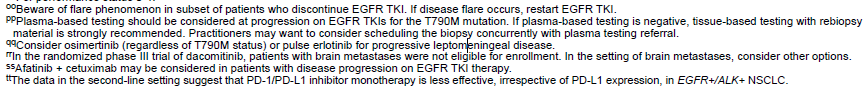 ooBeware of flare phenomenon in subset of patients who discontinue EGFR TKI. If disease flare occurs, restart EGFR TKI.
ppPlasma-based testing should be considered at progression on EGFR TKIs for the T790M mutation. If plasma-based testing is negative, tissue-based testing with rebiopsy
material is strongly recommended. Practitioners may want to consider scheduling the biopsy concurrently with plasma testing referral.
qqConsider osimertinib (regardless of T790M status) or pulse erlotinib for progressive leptomeningeal disease.
rrIn the randomized phase III trial of dacomitinib, patients with brain metastases were not eligible for enrollment. In the setting of brain metastases, consider other options.
ssAfatinib + cetuximab may be considered in patients with disease progression on EGFR TKI therapy.
ttThe data in the second-line setting suggest that PD-1/PD-L1 inhibitor monotherapy is less effective, irrespective of PD-L1 expression, in EGFR+/ALK+ NSCLC.